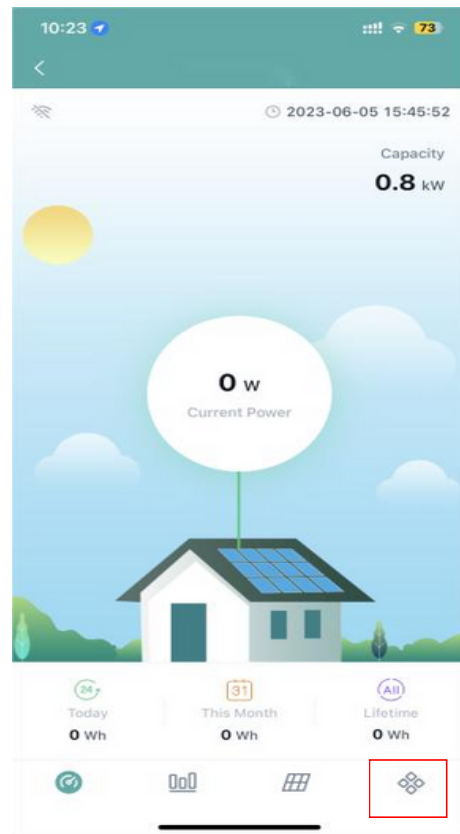 10:23
73
2023-06-05 15:45:52
Capacity
0.8 kW
0 w
Current Power
24
31
All
Today
This Month
Lifetime
0 Wh
0 Wh
0 Wh